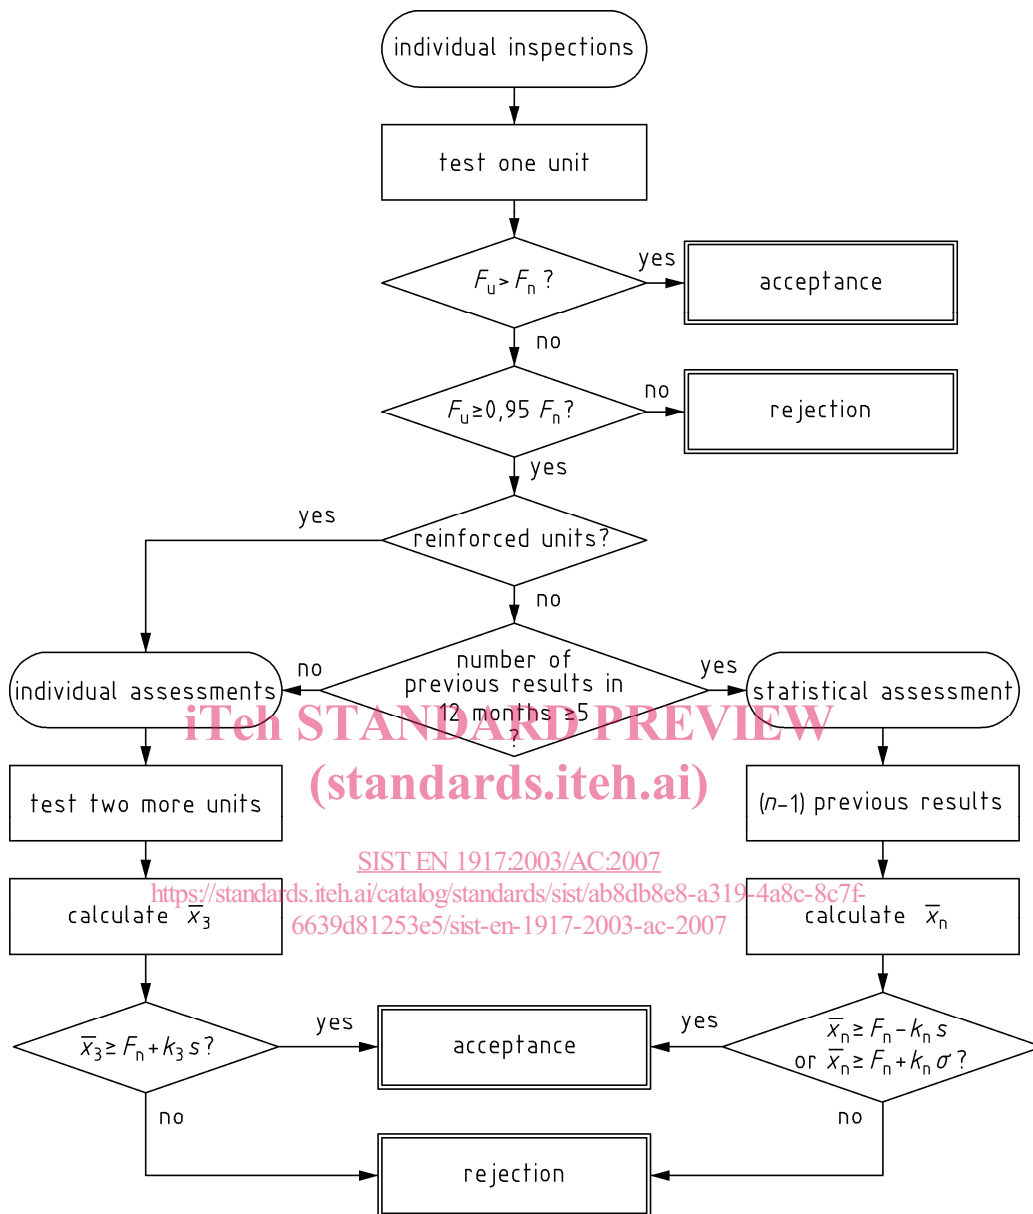 individual inspections
test one unit
Fu > Fn ?
yes
acceptance
no
Fu ≥ 0,95 Fn?
no
rejection
yes
reinforced units?
yes
no
number of
previous results in
12 months ≥5
?
no
yes
individual assessments
statistical assessment
iTeh STANDARD PREVIEW
(standards.iteh.ai)
test two more units
(n–1) previous results
SIST EN 1917:2003/AC:2007
https://standards.iteh.ai/catalog/standards/sist/ab8db8e8-a319-4a8c-8c7f-
6639d81253e5/sist-en-1917-2003-ac-2007
calculate x̅3
calculate x̅n
x̅3 ≥ Fn + k3 s?
yes
acceptance
yes
x̅n ≥ Fn – kn s
or x̅n ≥ Fn + kn σ ?
no
no
rejection